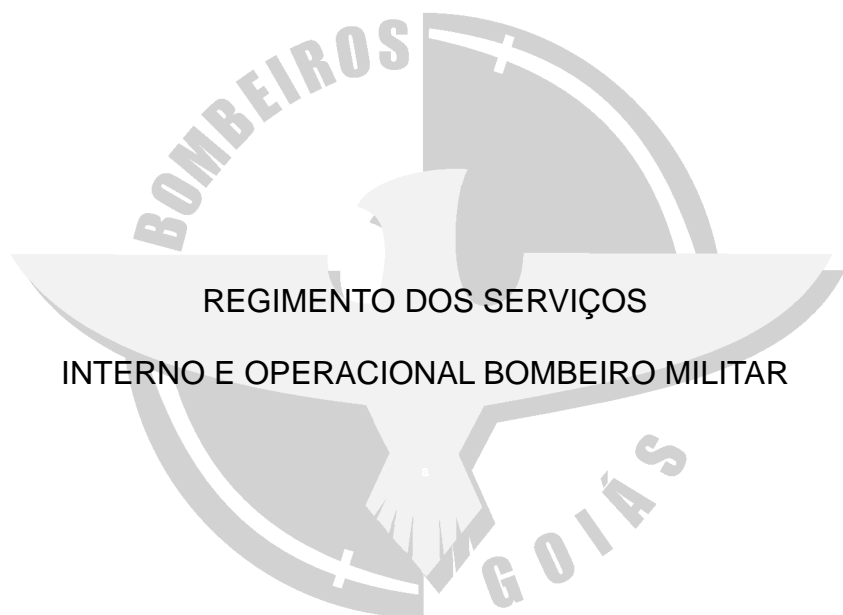 BOMBEIROS
REGIMENTO DOS SERVIÇOS
INTERNO E OPERACIONAL BOMBEIRO MILITAR
GOIÁS